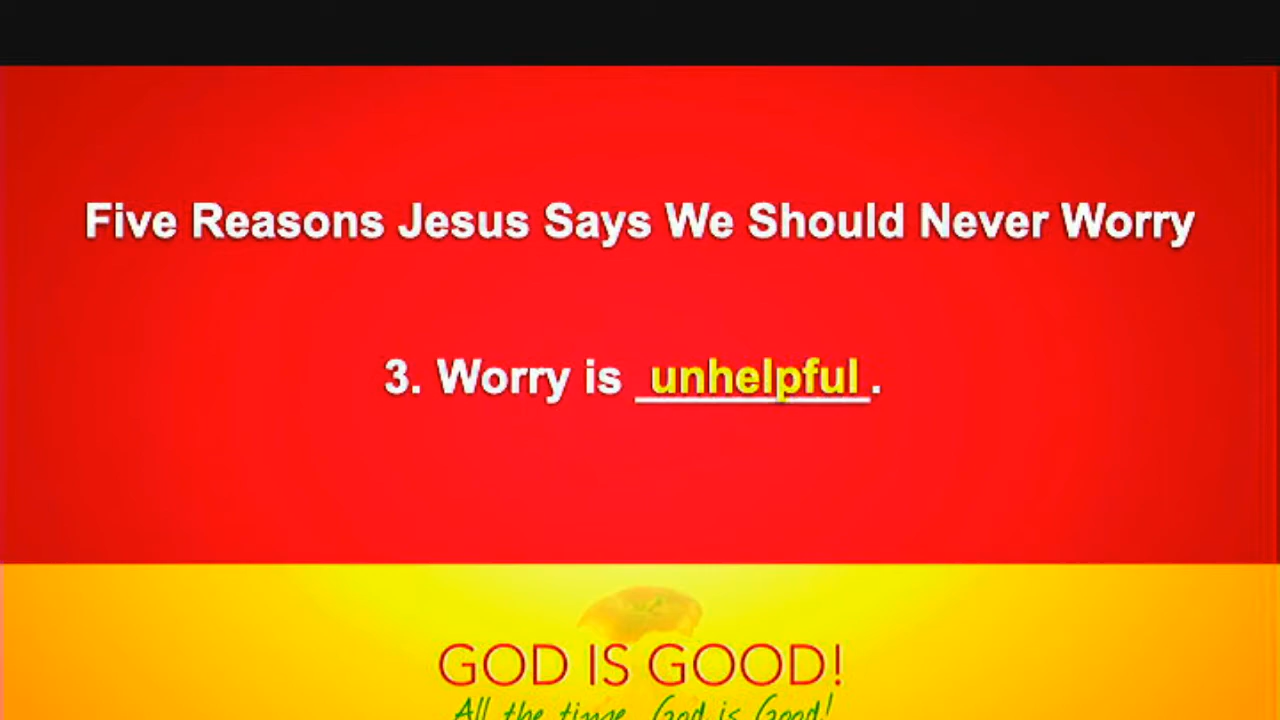 Five Reasons Jesus Says We Should Never Worry
3. Worry is unhelpful.
GOD IS GOOD!
All the time, God is Good!